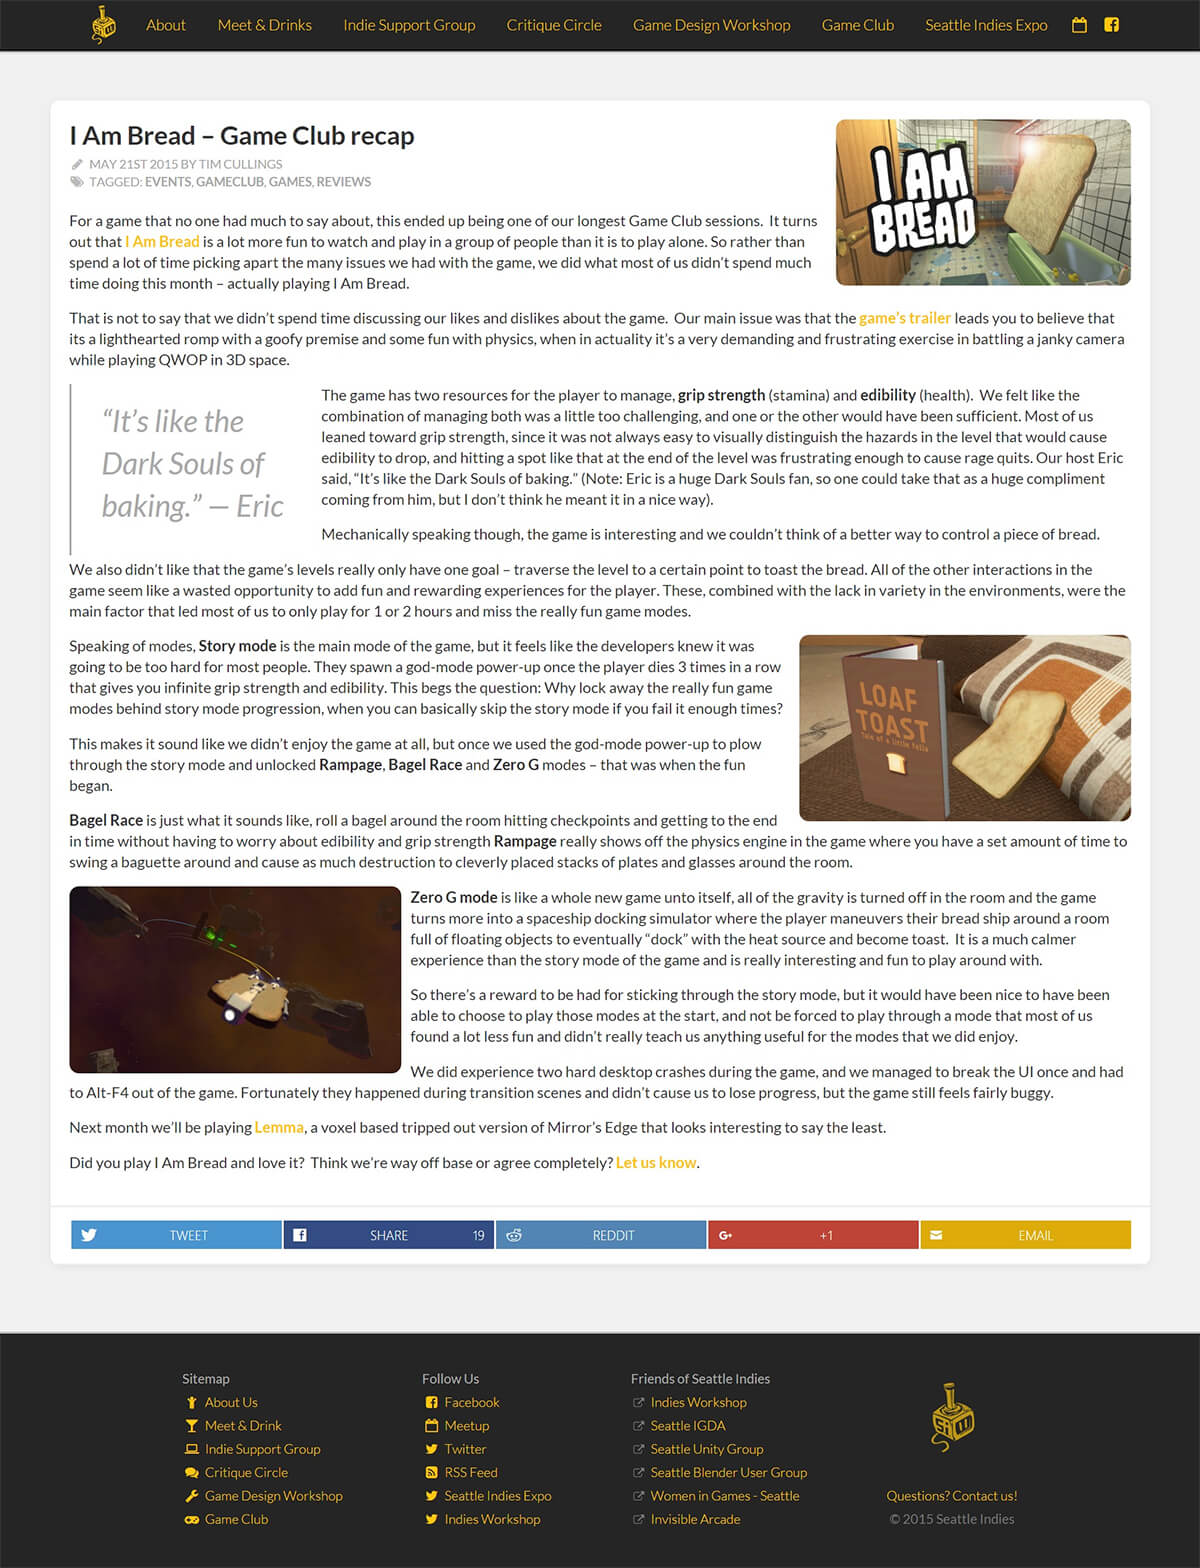 About Meet & Drinks Indie Support Group Critique Circle Game Design Workshop Game Club Seattle Indies Expo
I Am Bread – Game Club recap
MAY 21ST 2015 BY TIM CULLINGS
TAGGED: EVENTS, GAMECLUB, GAMES, REVIEWS
I AM
BREAD
For a game that no one had much to say about, this ended up being one of our longest Game Club sessions. It turns
out that I Am Bread is a lot more fun to watch and play in a group of people than it is to play alone. So rather than
spend a lot of time picking apart the many issues we had with the game, we did what most of us didn't spend much
time doing this month – actually playing I Am Bread.
That is not to say that we didn't spend time discussing our likes and dislikes about the game. Our main issue was that the game's trailer leads you to believe that
its a lighthearted romp with a goofy premise and some fun with physics, when in actuality it's a very demanding and frustrating exercise in battling a janky camera
while playing QWOP in 3D space.
“It's like the
Dark Souls of
baking.” — Eric
The game has two resources for the player to manage, grip strength (stamina) and edibility (health). We felt like the
combination of managing both was a little too challenging, and one or the other would have been sufficient. Most of us
leaned toward grip strength, since it was not always easy to visually distinguish the hazards in the level that would cause
edibility to drop, and hitting a spot like that at the end of the level was frustrating enough to cause rage quits. Our host Eric
said, “It's like the Dark Souls of baking.” (Note: Eric is a huge Dark Souls fan, so one could take that as a huge compliment
coming from him, but I don't think he meant it in a nice way).
Mechanically speaking though, the game is interesting and we couldn't think of a better way to control a piece of bread.
We also didn't like that the game's levels really only have one goal – traverse the level to a certain point to toast the bread. All of the other interactions in the
game seem like a wasted opportunity to add fun and rewarding experiences for the player. These, combined with the lack in variety in the environments, were the
main factor that led most of us to only play for 1 or 2 hours and miss the really fun game modes.
Speaking of modes, Story mode is the main mode of the game, but it feels like the developers knew it was
going to be too hard for most people. They spawn a god-mode power-up once the player dies 3 times in a row
that gives you infinite grip strength and edibility. This begs the question: Why lock away the really fun game
modes behind story mode progression, when you can basically skip the story mode if you fail it enough times?
LOAF
TOAST
Tale of a little fella
This makes it sound like we didn't enjoy the game at all, but once we used the god-mode power-up to plow
through the story mode and unlocked Rampage, Bagel Race and Zero G modes – that was when the fun
began.
Bagel Race is just what it sounds like, roll a bagel around the room hitting checkpoints and getting to the end
in time without having to worry about edibility and grip strength Rampage really shows off the physics engine in the game where you have a set amount of time to
swing a baguette around and cause as much destruction to cleverly placed stacks of plates and glasses around the room.
Zero G mode is like a whole new game unto itself, all of the gravity is turned off in the room and the game
turns more into a spaceship docking simulator where the player maneuvers their bread ship around a room
full of floating objects to eventually “dock” with the heat source and become toast. It is a much calmer
experience than the story mode of the game and is really interesting and fun to play around with.
So there's a reward to be had for sticking through the story mode, but it would have been nice to have been
able to choose to play those modes at the start, and not be forced to play through a mode that most of us
found a lot less fun and didn't really teach us anything useful for the modes that we did enjoy.
We did experience two hard desktop crashes during the game, and we managed to break the UI once and had
to Alt-F4 out of the game. Fortunately they happened during transition scenes and didn't cause us to lose progress, but the game still feels fairly buggy.
Next month we'll be playing Lemma, a voxel based tripped out version of Mirror's Edge that looks interesting to say the least.
Did you play I Am Bread and love it? Think we're way off base or agree completely? Let us know.
TWEET SHARE 19 REDDIT G+ +1 EMAIL
Sitemap
About Us
Meet & Drink
Indie Support Group
Critique Circle
Game Design Workshop
Game Club
Follow Us
Facebook
Meetup
Twitter
RSS Feed
Seattle Indies Expo
Indies Workshop
Friends of Seattle Indies
Indies Workshop
Seattle IGDA
Seattle Unity Group
Seattle Blender User Group
Women in Games - Seattle
Invisible Arcade
Questions? Contact us!
© 2015 Seattle Indies